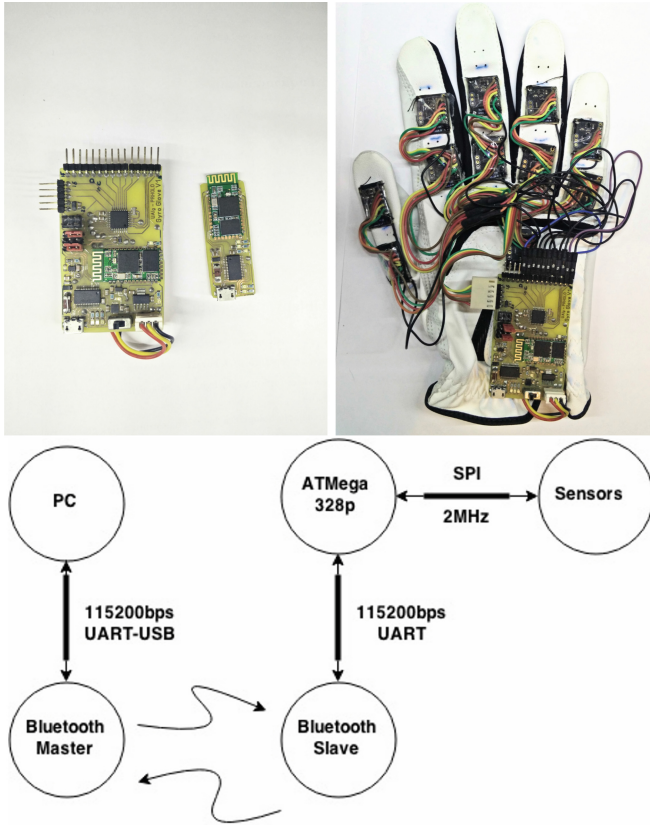 PC
ATMega
328p
SPI
2MHz
Sensors
115200bps
UART-USB
115200bps
UART
Bluetooth
Master
Bluetooth
Slave